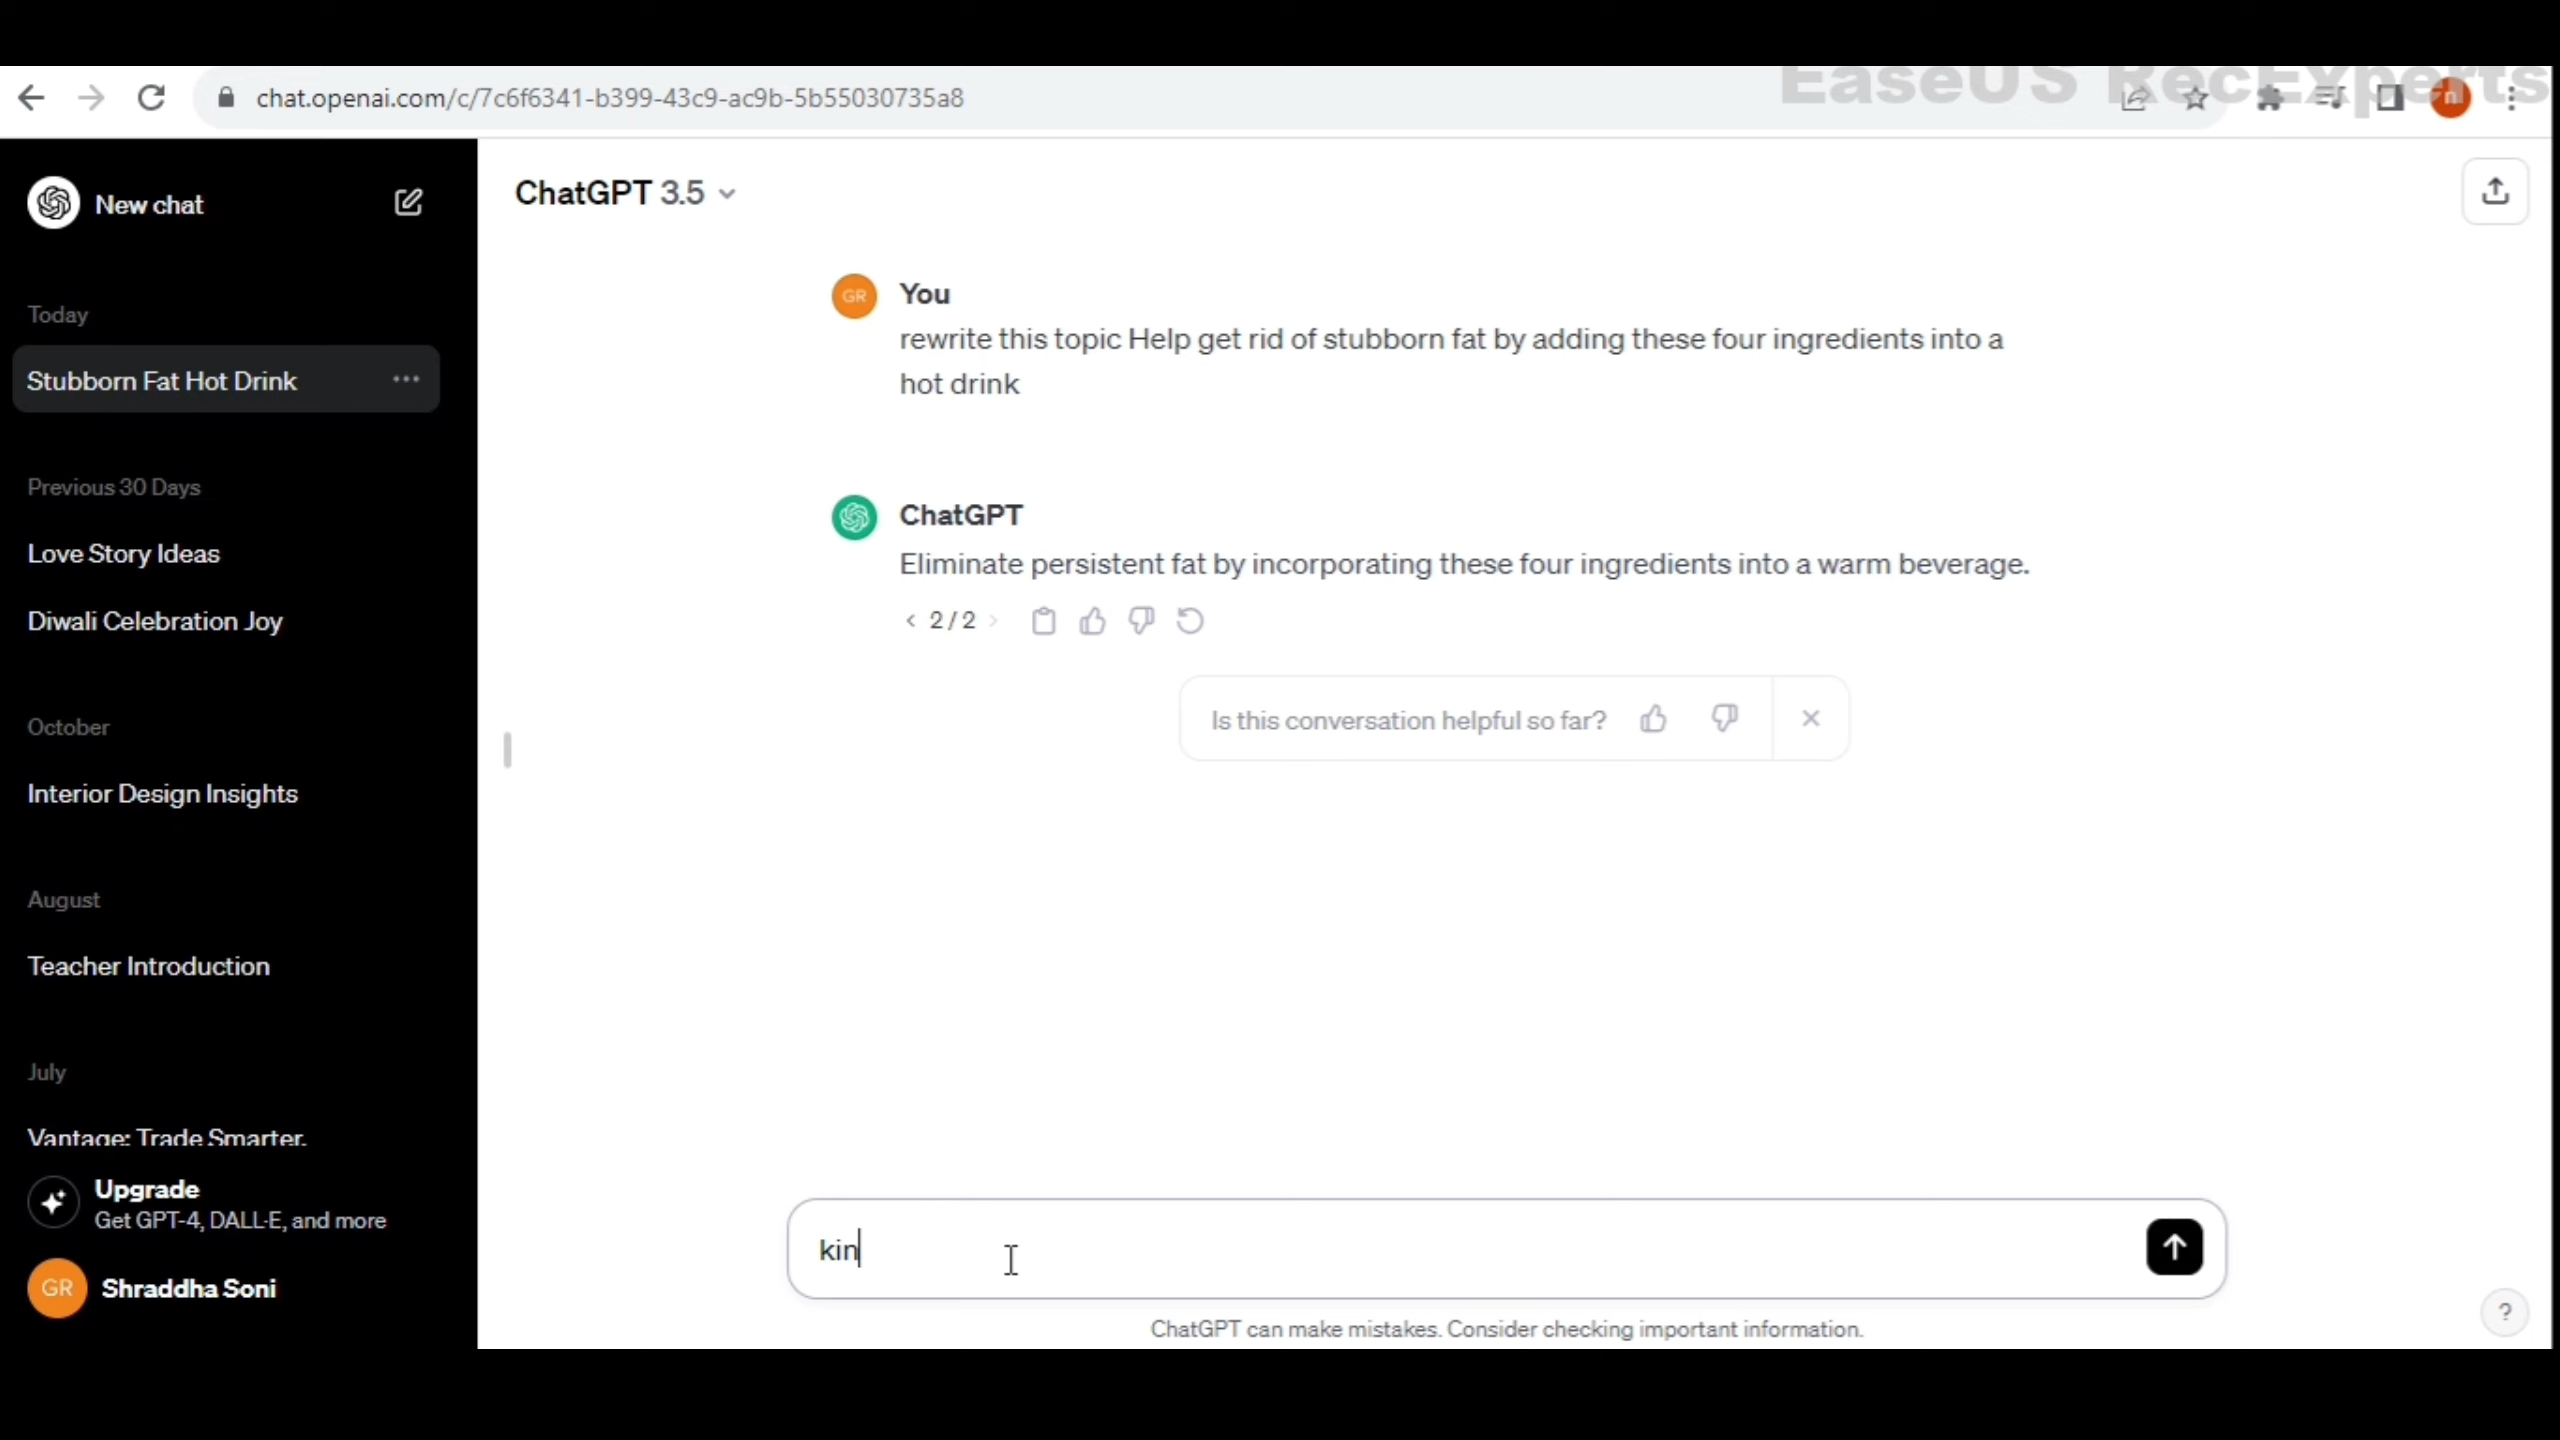 EaseUS RecExperts
chat.openai.com/c/7c6f6341-b399-43c9-ac9b-5b55030735a8
n
New chat
ChatGPT 3.5
Today
Stubborn Fat Hot Drink
Previous 30 Days
Love Story Ideas
Diwali Celebration Joy
October
Interior Design Insights
August
Teacher Introduction
July
Vantage: Trade Smarter.
Upgrade
Get GPT-4, DALL·E, and more
GR
Shraddha Soni
GR
You
rewrite this topic Help get rid of stubborn fat by adding these four ingredients into a
hot drink
ChatGPT
Eliminate persistent fat by incorporating these four ingredients into a warm beverage.
< 2 / 2 >
Is this conversation helpful so far?
kin
ChatGPT can make mistakes. Consider checking important information.
?